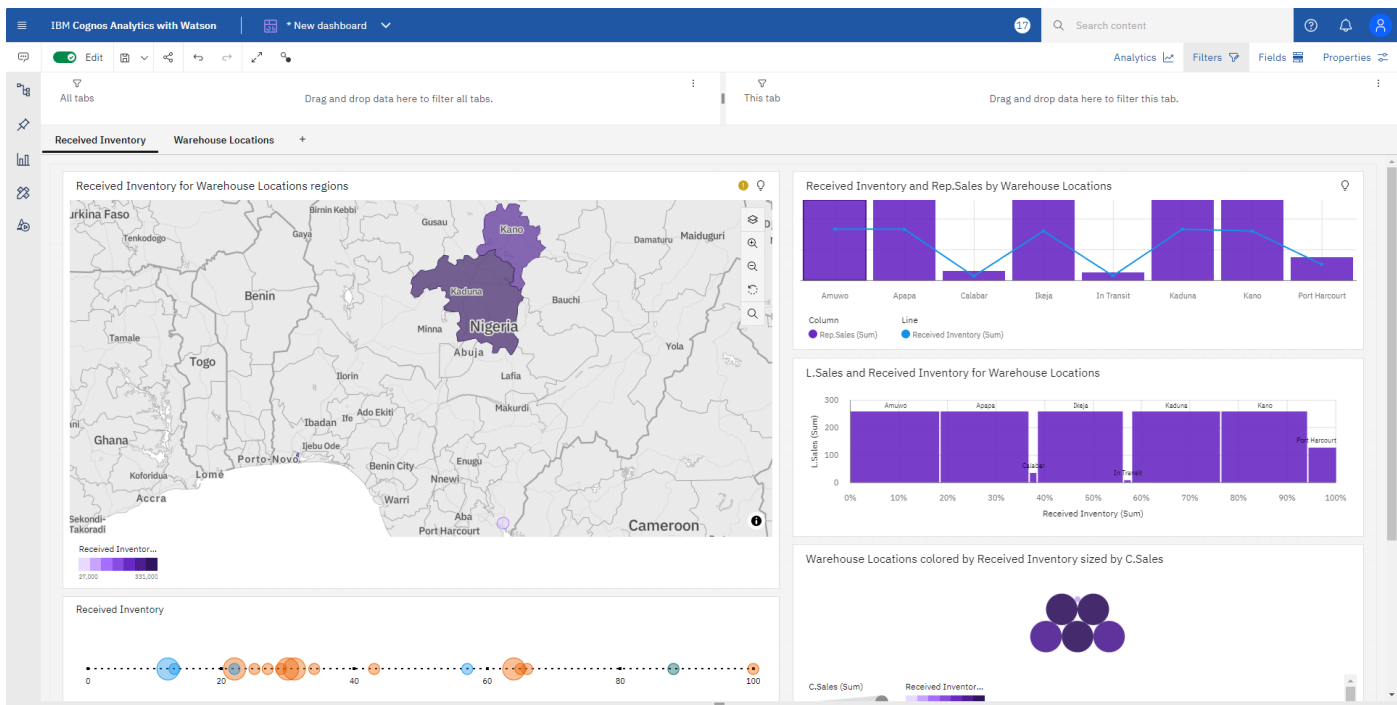 IBM Cognos Analytics with Watson
* New dashboard
17
Search content
Edit
Analytics
Filters
Fields
Properties
All tabs
Drag and drop data here to filter all tabs.
This tab
Drag and drop data here to filter this tab.
Received Inventory
Warehouse Locations
+
Received Inventory for Warehouse Locations regions
urkina Faso
Birnin Kebbi
Gusau
Kano
Tenkodogo
Gaya
Damaturu
Maiduguri
Kaduna
Benin
Bauchi
Minna
Nigeria
Tamale
Abuja
Yola
Togo
Ilorin
Lafia
Ado Ekiti
Makurdi
Ife
Ibadan
Ghana
Ijebu Ode
Porto-Novo
Benin City
Enugu
Koforidua
Lomé
Nnewi
Accra
Warri
Sekondi-
Takoradi
Aba
Port Harcourt
Cameroon
Received Inventor...
27,000
331,000
Received Inventory
0
20
40
60
80
100
Received Inventory and Rep.Sales by Warehouse Locations
Amuwo
Apapa
Calabar
Ikeja
In Transit
Kaduna
Kano
Port Harcourt
Column
Line
Rep.Sales (Sum)
Received Inventory (Sum)
L.Sales and Received Inventory for Warehouse Locations
L.Sales (Sum)
300
200
100
0
Amuwo
Apapa
Calabar
Ikeja
In Transit
Kaduna
Kano
Port Harcourt
0%
10%
20%
30%
40%
50%
60%
70%
80%
90%
100%
Received Inventory (Sum)
Warehouse Locations colored by Received Inventory sized by C.Sales
C.Sales (Sum)
Received Inventor...